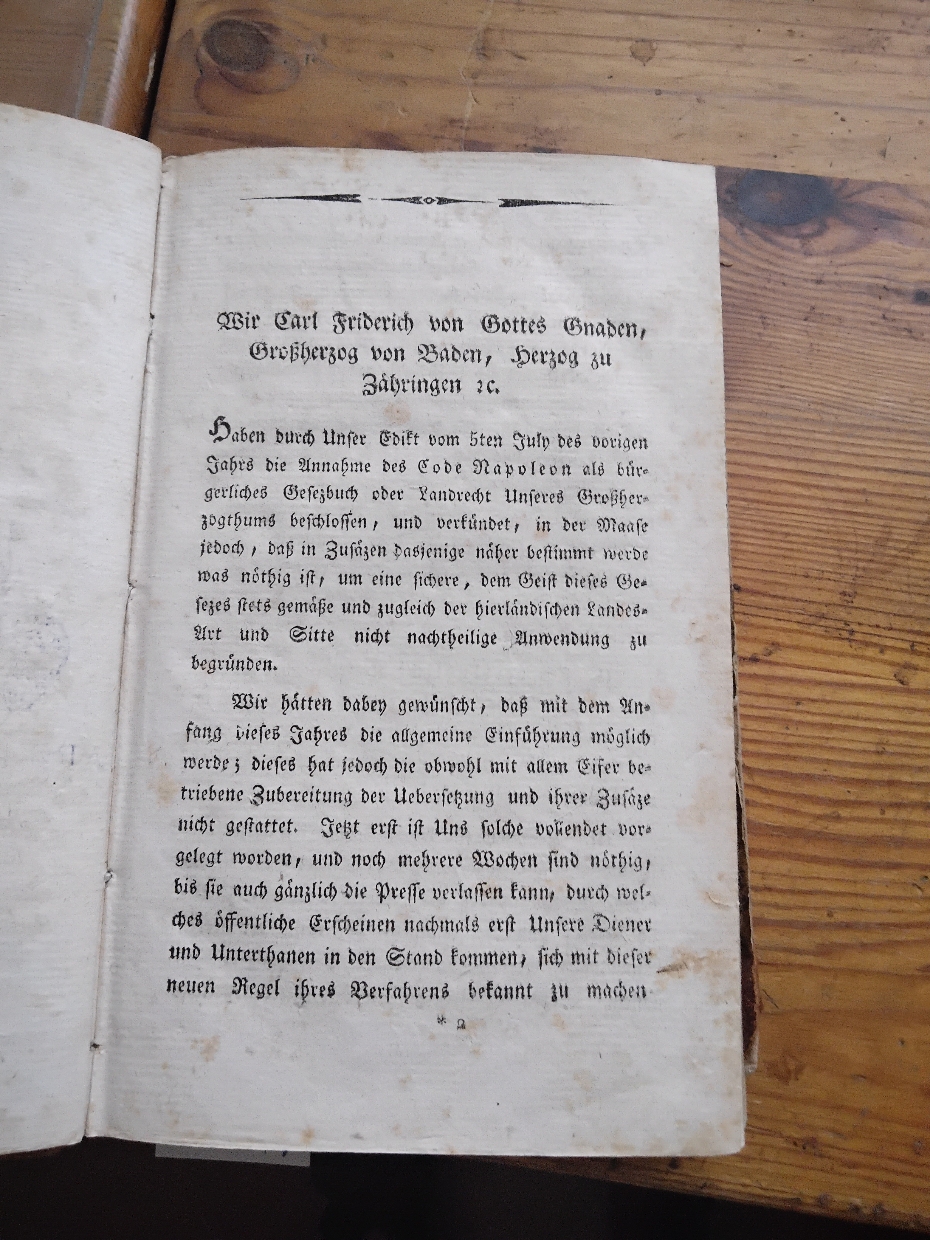 Wir Carl Friderich von Gottes Gnaden,
Großherzog von Baden, Herzog zu
Zähringen ꝛc.
Haben durch Unser Edikt vom 5ten July des vorigen
Jahrs die Annahme des Code Napoleon als bür-
gerliches Gesezbuch oder Landrecht Unseres Großher-
zogthums beschlossen, und verkündet, in der Maase
jedoch, daß in Zusäzen dasjenige näher bestimmt werde
was nöthig ist, um eine sichere, dem Geist dieses Ge-
sezes stets gemäße und zugleich der hierländischen Landes-
Art und Sitte nicht nachtheilige Anwendung zu
begründen.
Wir hätten dabey gewünscht, daß mit dem An-
fang dieses Jahres die allgemeine Einführung möglich
werde; dieses hat jedoch die obwohl mit allem Eifer be-
triebene Zubereitung der Uebersetzung und ihrer Zusäze
nicht gestattet. Jetzt erst ist Uns solche vollendet vor-
gelegt worden, und noch mehrere Wochen sind nöthig,
bis sie auch gänzlich die Presse verlassen kann, durch wel-
ches öffentliche Erscheinen nachmals erst Unsere Diener
und Unterthanen in den Stand kommen, sich mit dieser
neuen Regel ihres Verfahrens bekannt zu machen
* 2